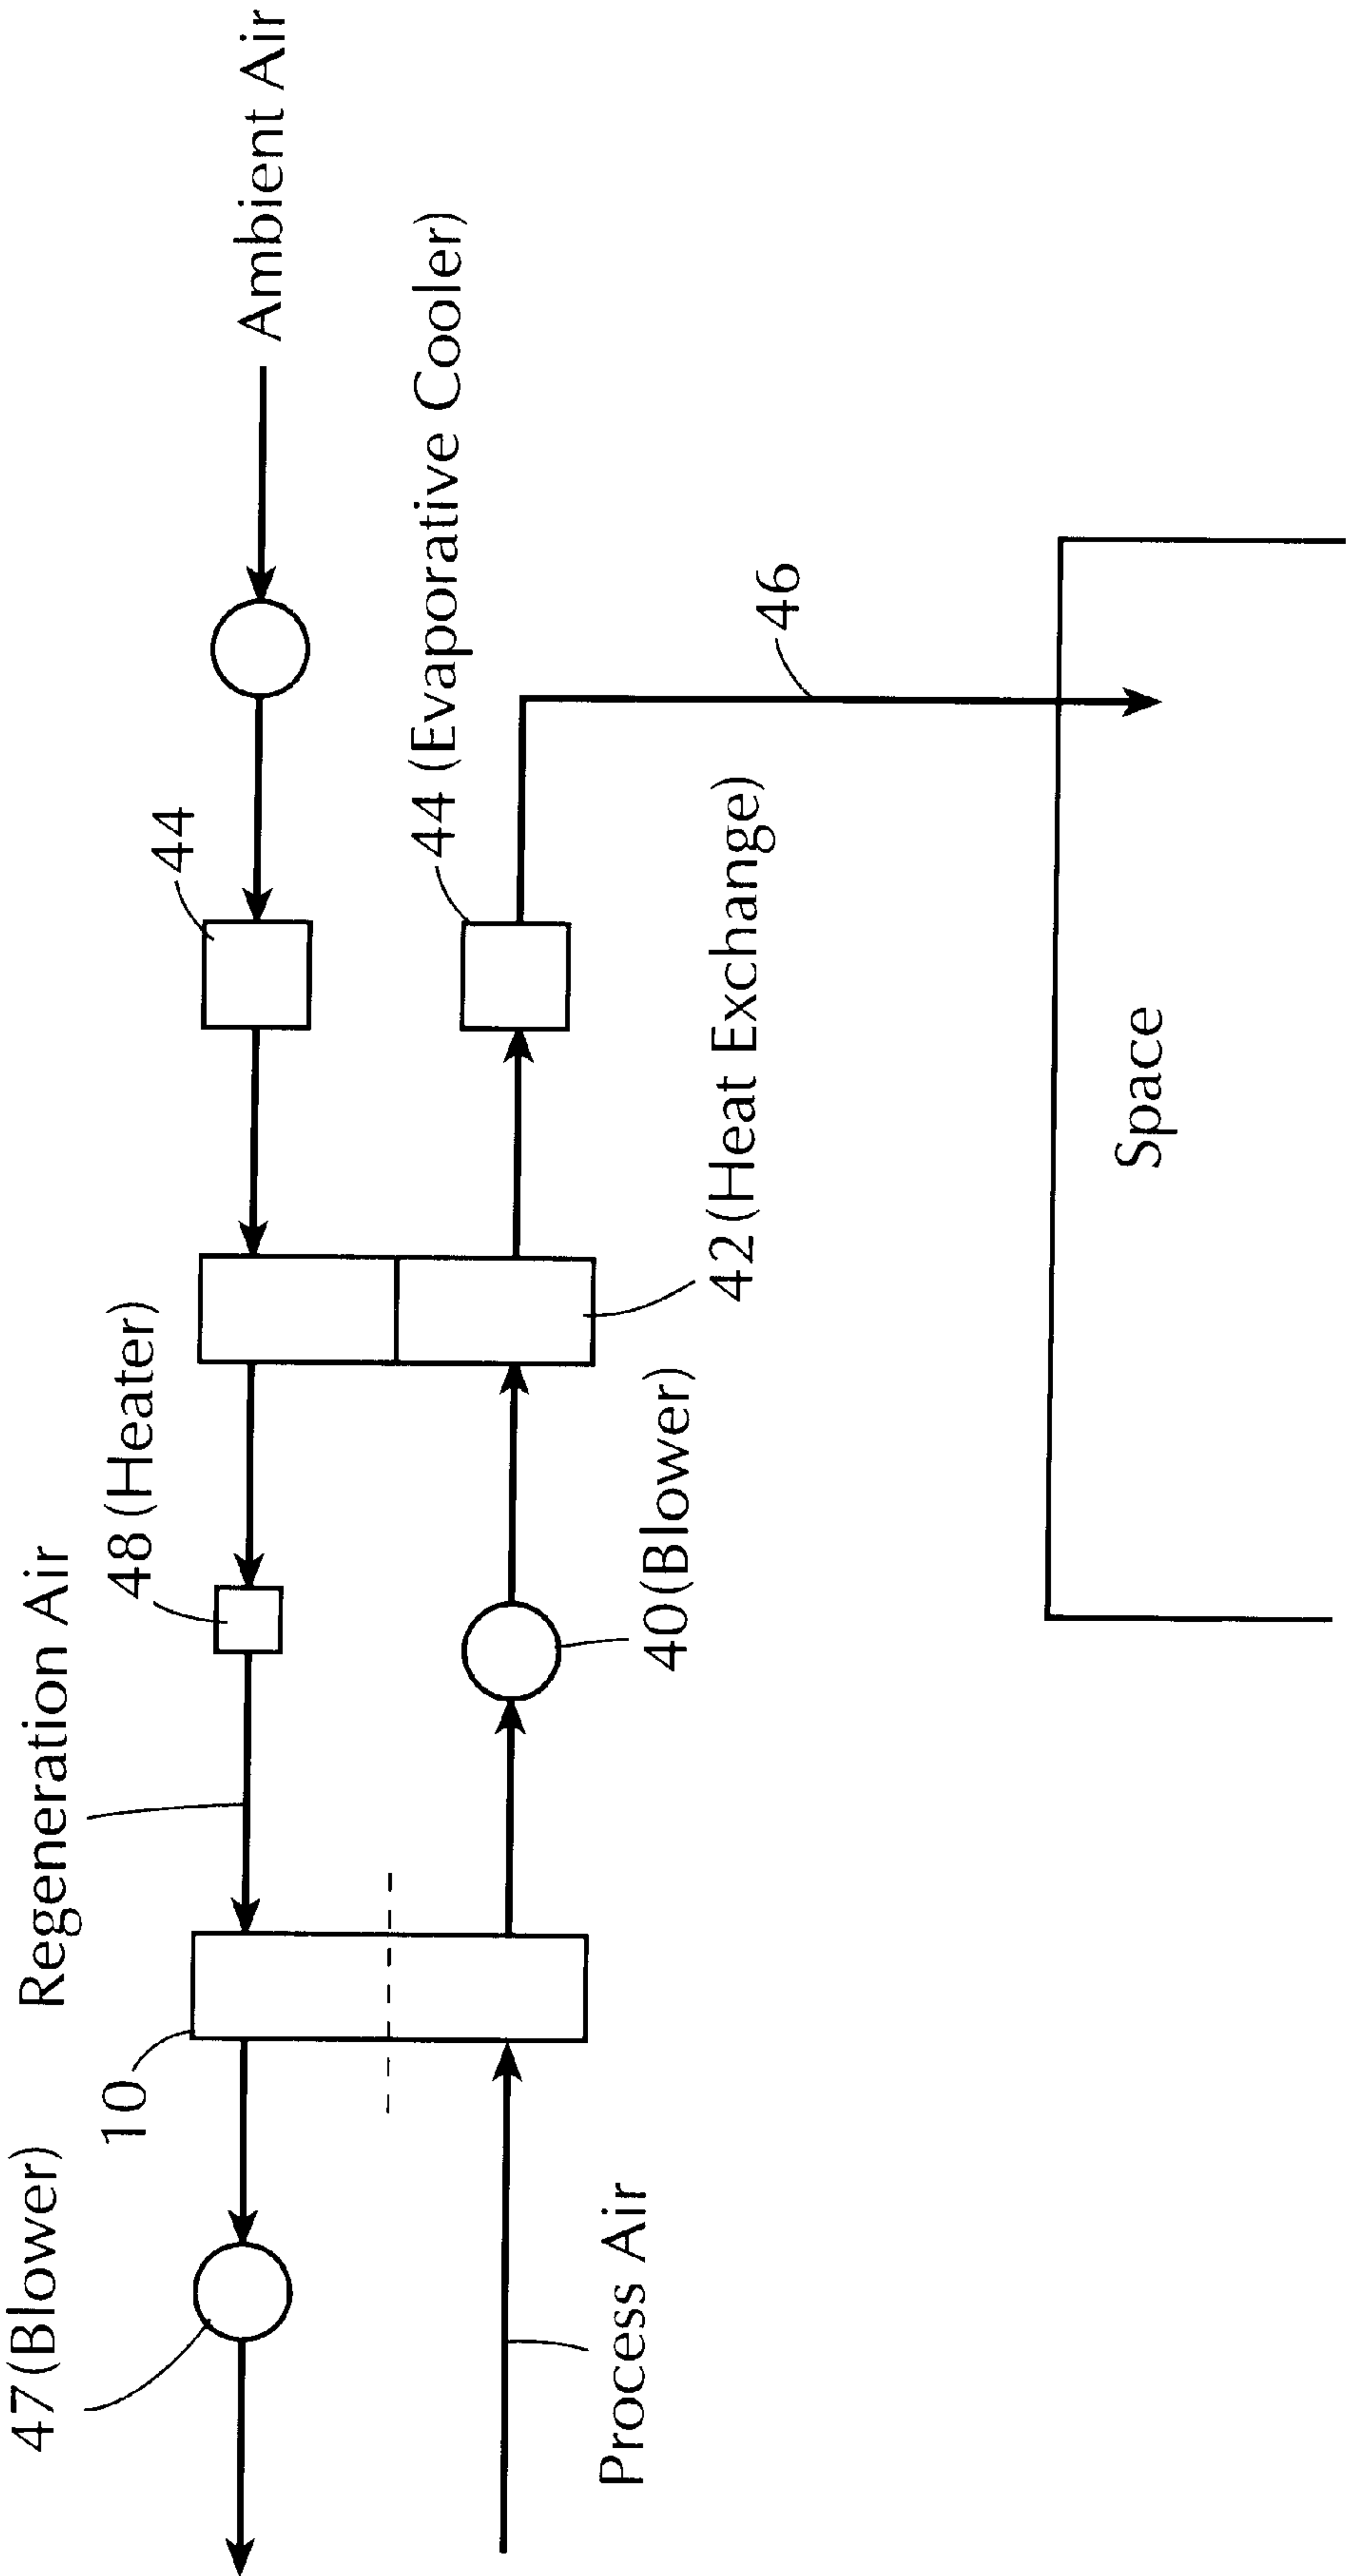 47 (Blower)
10
Regeneration Air
48 (Heater)
44
Ambient Air
Process Air
40 (Blower)
42 (Heat Exchange)
44 (Evaporative Cooler)
46
Space